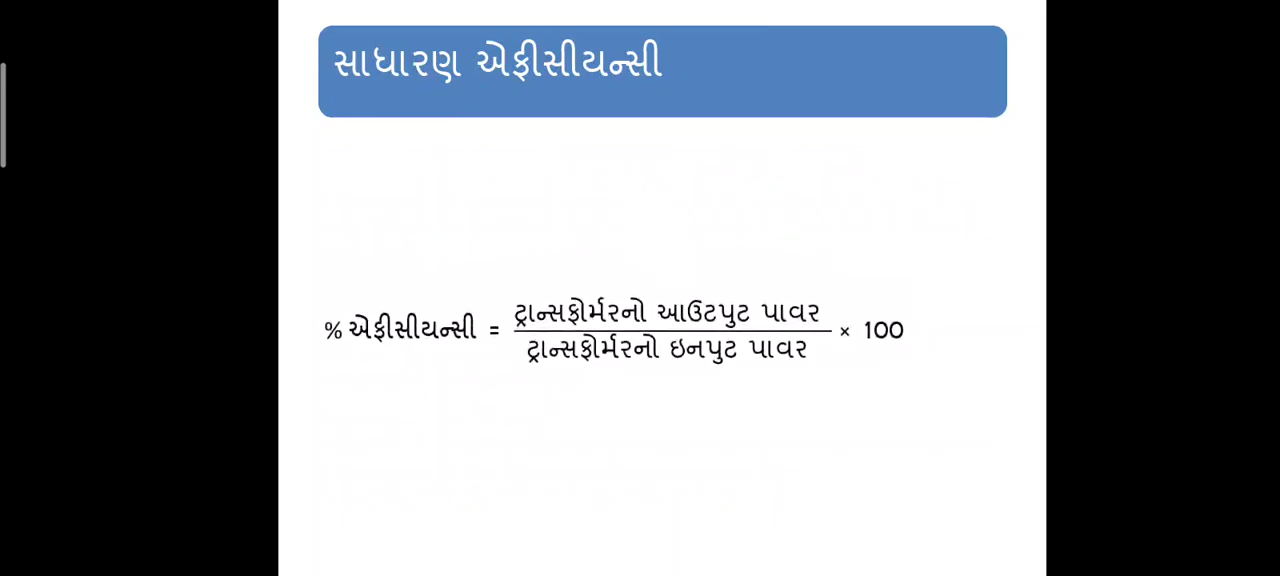 સાધારણ એફીસીયન્સી
% એફીસીયન્સી = ટ્રાન્સફોર્મરનો આઉટપુટ પાવર / ટ્રાન્સફોર્મરનો ઇનપુટ પાવર × 100